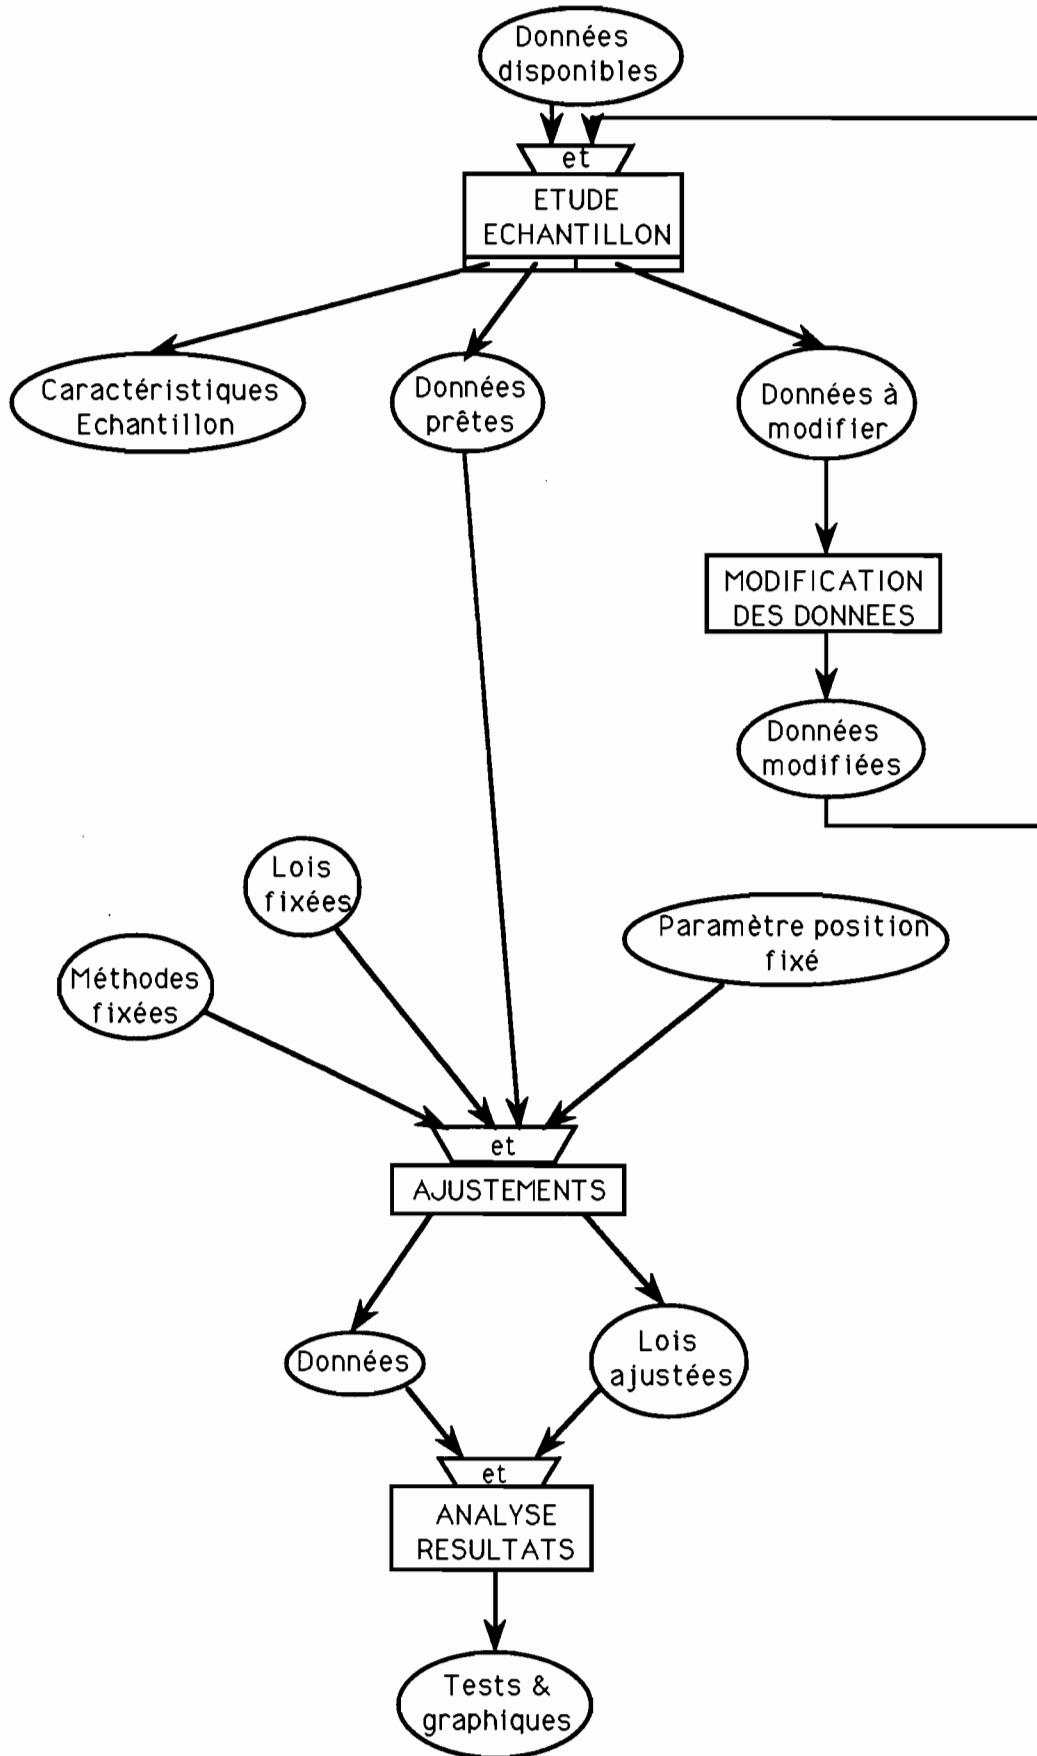 Données
disponibles
et
ETUDE
ECHANTILLON
Caractéristiques
Echantillon
Données
prêtes
Données à
modifier
MODIFICATION
DES DONNEES
Données
modifiées
Lois
fixées
Paramètre position
fixé
Méthodes
fixées
et
AJUSTEMENTS
Données
Lois
ajustées
et
ANALYSE
RESULTATS
Tests &
graphiques